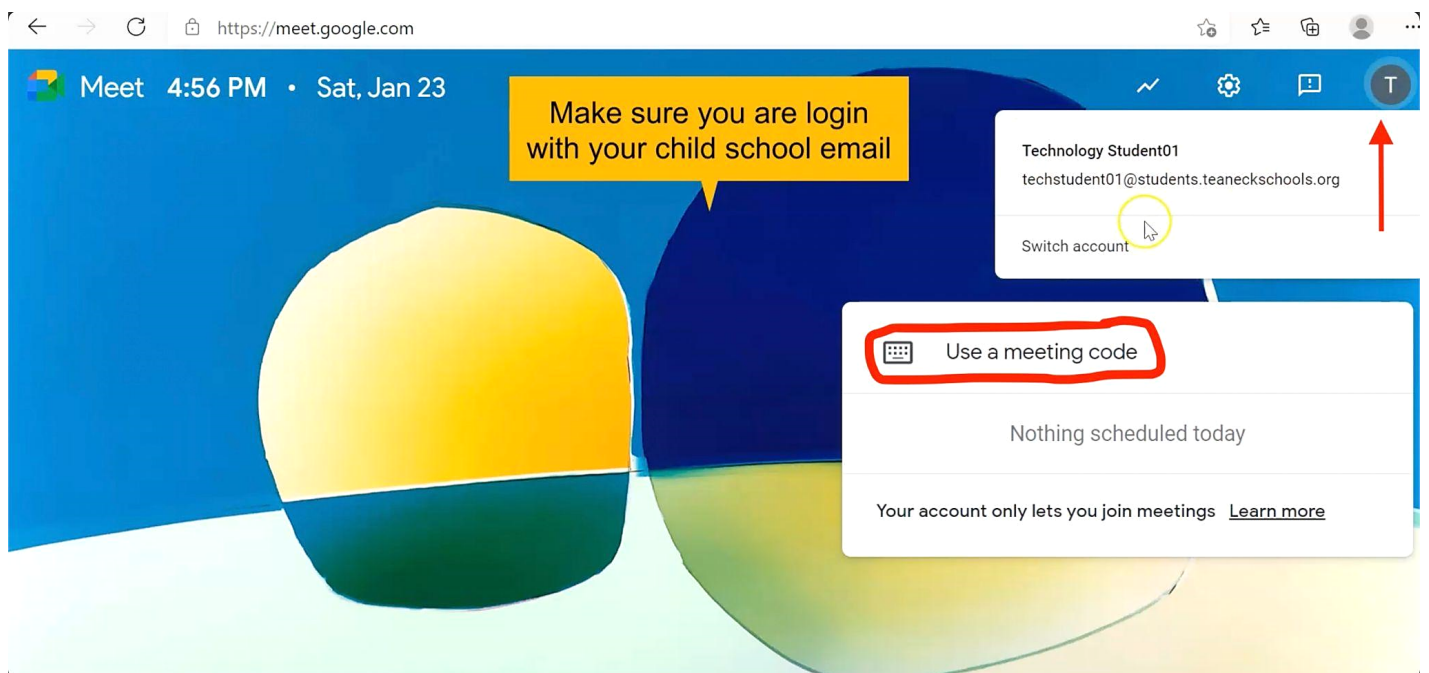 https://meet.google.com
Meet 4:56 PM • Sat, Jan 23
T
Make sure you are login
with your child school email
Technology Student01
techstudent01@students.teaneckschools.org
Switch account
Use a meeting code
Nothing scheduled today
Your account only lets you join meetings Learn more